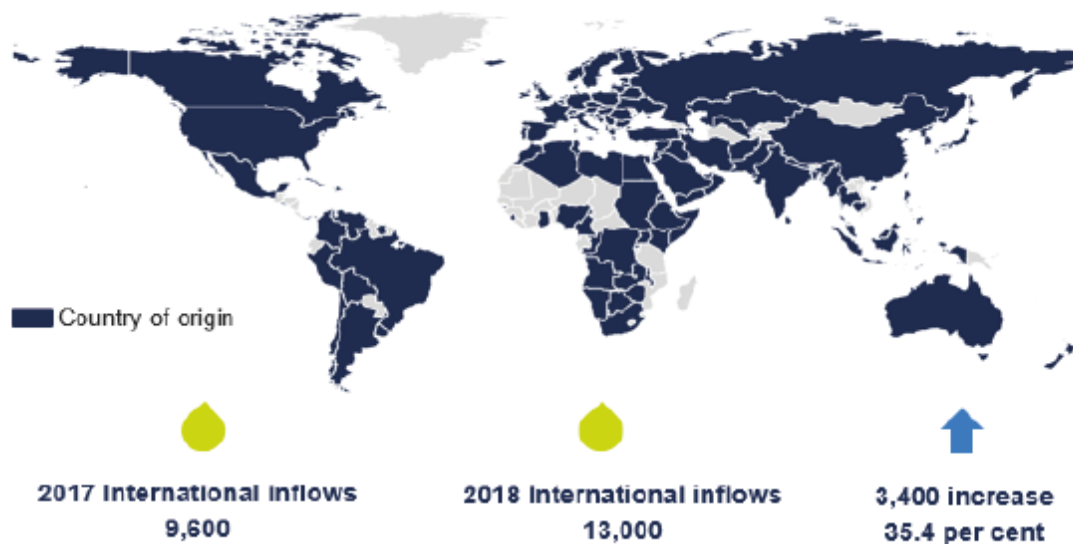 Country of origin
2017 International inflows
9,600
2018 International inflows
13,000
3,400 increase
35.4 per cent